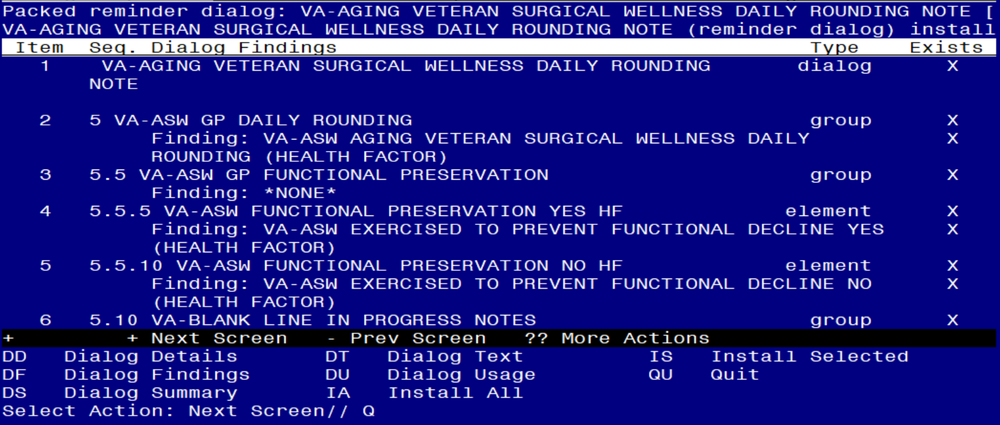 Packed reminder dialog: VA-AGING VETERAN SURGICAL WELLNESS DAILY ROUNDING NOTE [
VA-AGING VETERAN SURGICAL WELLNESS DAILY ROUNDING NOTE (reminder dialog) install
Item Seq. Dialog Findings Type Exists
1 VA-AGING VETERAN SURGICAL WELLNESS DAILY ROUNDING dialog X
NOTE
2 5 VA-ASW GP DAILY ROUNDING group X
Finding: VA-ASW AGING VETERAN SURGICAL WELLNESS DAILY X
ROUNDING (HEALTH FACTOR)
3 5.5 VA-ASW GP FUNCTIONAL PRESERVATION group X
Finding: *NONE*
4 5.5.5 VA-ASW FUNCTIONAL PRESERVATION YES HF element X
Finding: VA-ASW EXERCISED TO PREVENT FUNCTIONAL DECLINE YES X
(HEALTH FACTOR)
5 5.5.10 VA-ASW FUNCTIONAL PRESERVATION NO HF element X
Finding: VA-ASW EXERCISED TO PREVENT FUNCTIONAL DECLINE NO X
(HEALTH FACTOR)
6 5.10 VA-BLANK LINE IN PROGRESS NOTES group X
+ + Next Screen - Prev Screen ?? More Actions
DD Dialog Details DT Dialog Text IS Install Selected
DF Dialog Findings DU Dialog Usage QU Quit
DS Dialog Summary IA Install All
Select Action: Next Screen// Q